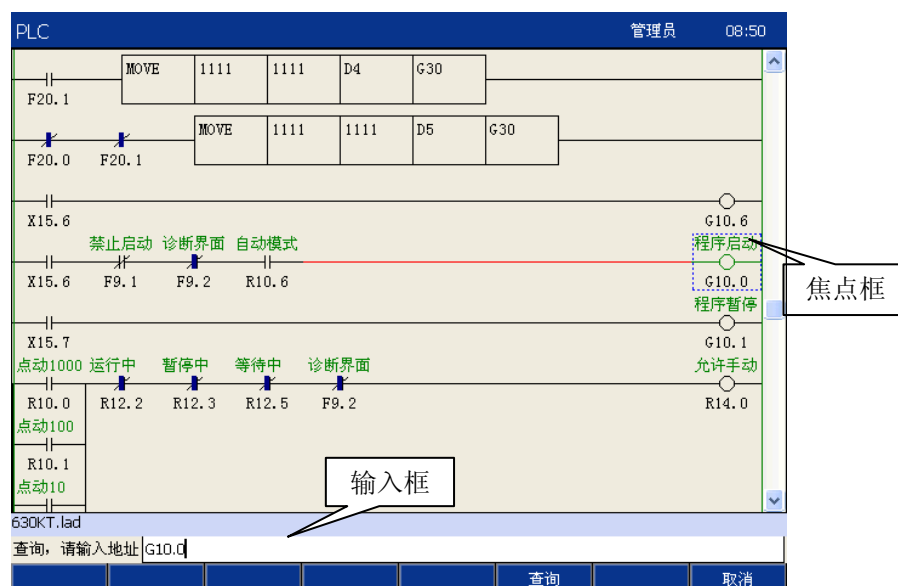 PLC 管理员 08:50
MOVE 1111 1111 D4 G30
F20.1
MOVE 1111 1111 D5 G30
F20.0 F20.1
X15.6 G10.6
禁止启动 诊断界面 自动模式 程序启动
X15.6 F9.1 F9.2 R10.6 G10.0
焦点框
程序暂停
X15.7 G10.1
点动1000 运行中 暂停中 等待中 诊断界面 允许手动
R10.0 R12.2 R12.3 R12.5 F9.2 R14.0
点动100
R10.1
点动10
输入框
630KT.lad
查询，请输入地址 G10.0
查询 取消